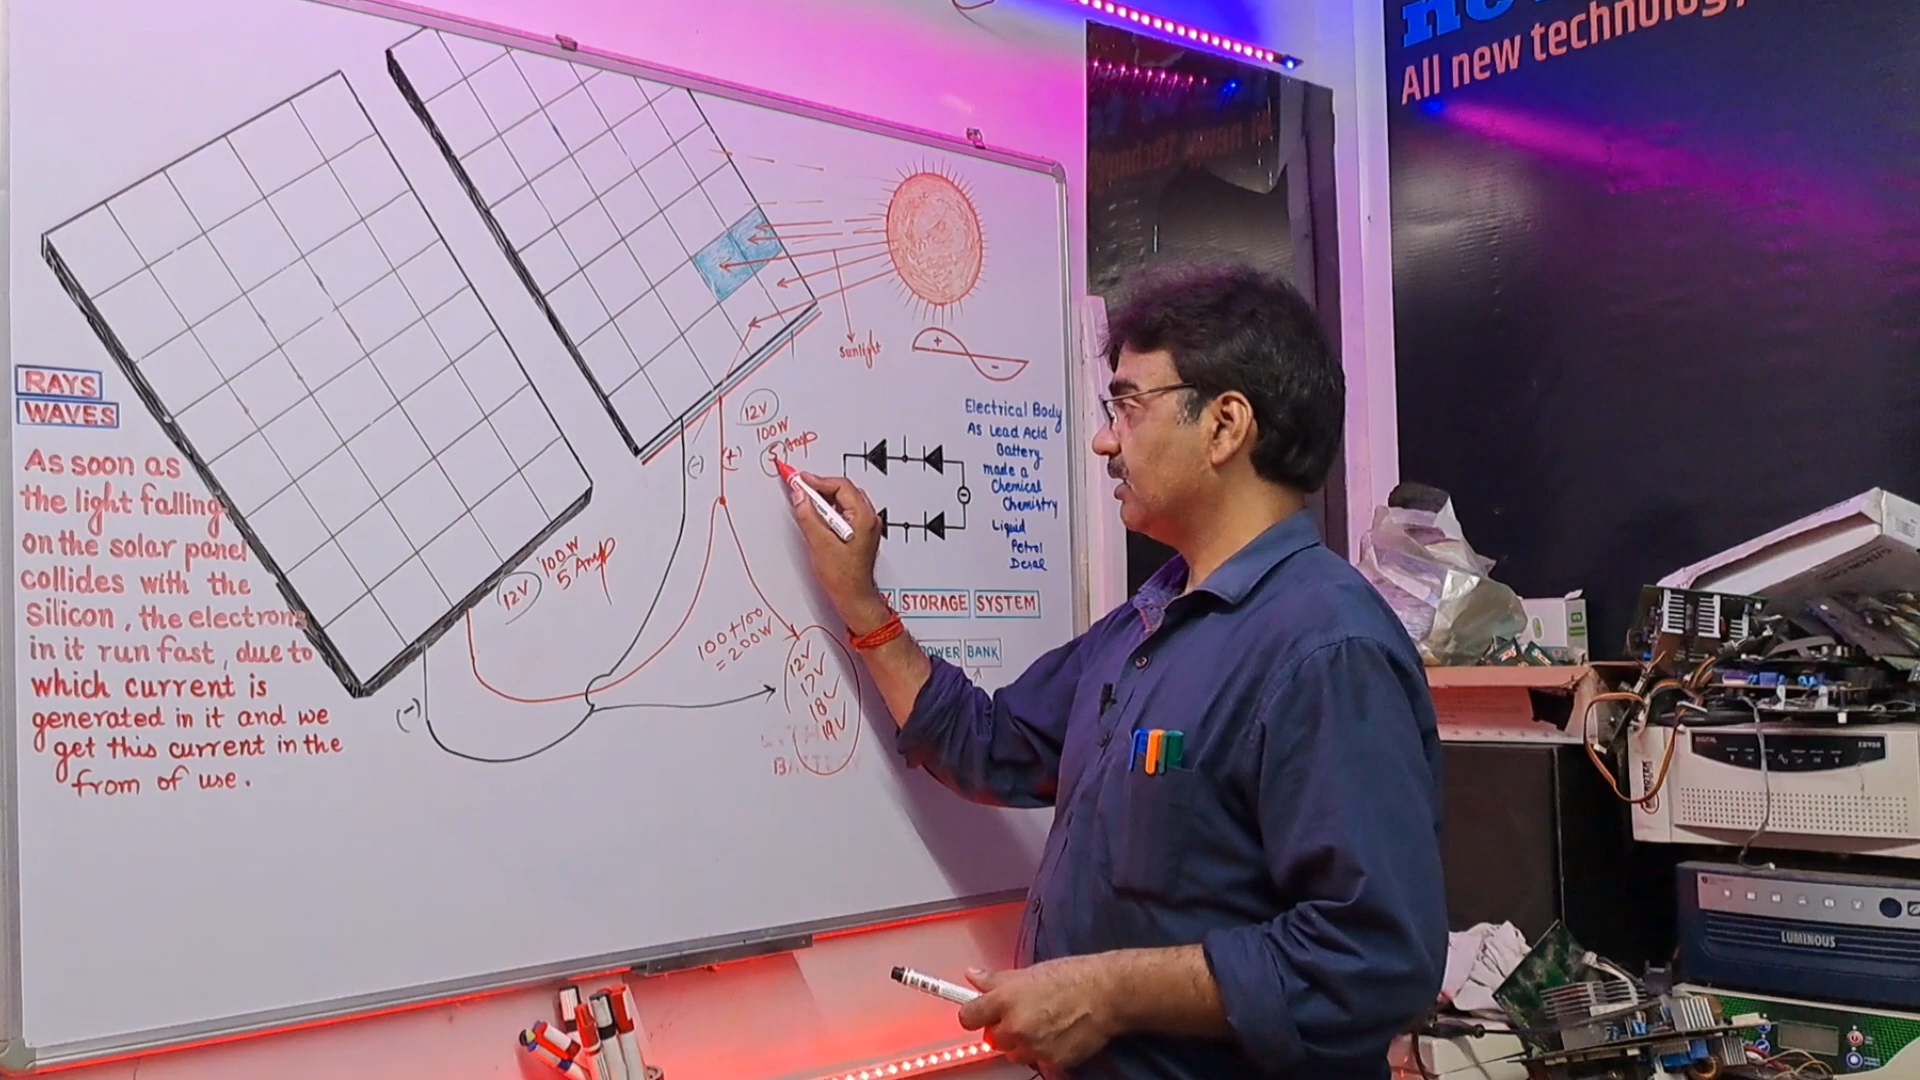 All new technology
RAYS
WAVES
As soon as
the light falling
on the solar panel
collides with the
Silicon, the electrons
in it run fast, due to
which current is
generated in it and we
get this current in the
from of use.
Sunlight
+
-
12V
100W
5 Amp
(-)
(+)
12V
100W
5 Amp
(-)
100+100
=200W
12V
17V
18V
19V
Electrical Body
As Lead Acid
Battery
made a
Chemical
Chemistry
Liquid
Petrol
Desal
STORAGE SYSTEM
BANK
LUMINOUS